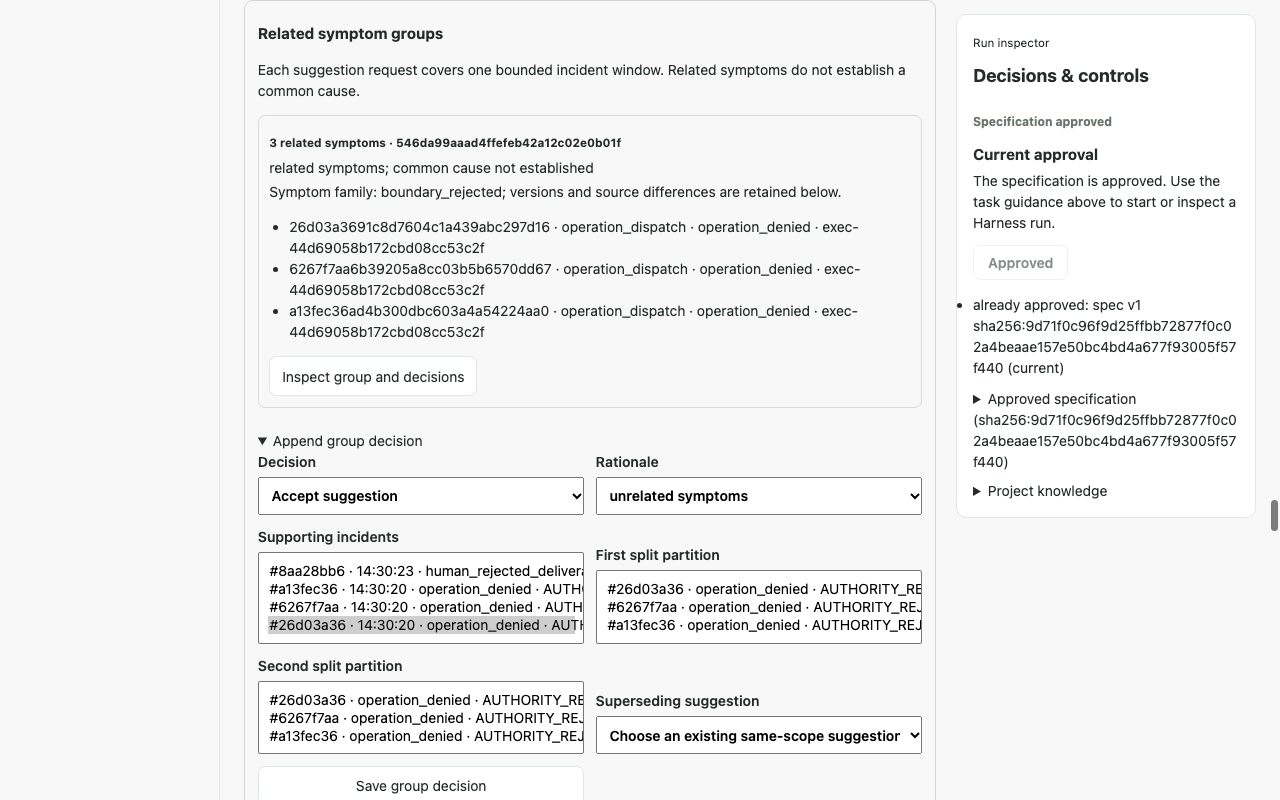 Related symptom groups
Each suggestion request covers one bounded incident window. Related symptoms do not establish a
common cause.
3 related symptoms · 546da99aaad4ffefeb42a12c02e0b01f
related symptoms; common cause not established
Symptom family: boundary_rejected; versions and source differences are retained below.
26d03a3691c8d7604c1a439abc297d16 · operation_dispatch · operation_denied · exec-
44d69058b172cbd08cc53c2f
6267f7aa6b39205a8cc03b5b6570dd67 · operation_dispatch · operation_denied · exec-
44d69058b172cbd08cc53c2f
a13fec36ad4b300dbc603a4a54224aa0 · operation_dispatch · operation_denied · exec-
44d69058b172cbd08cc53c2f
Inspect group and decisions
Append group decision
Decision
Accept suggestion
Rationale
unrelated symptoms
Supporting incidents
#8aa28bb6 · 14:30:23 · human_rejected_delivera
#a13fec36 · 14:30:20 · operation_denied · AUTHO
#6267f7aa · 14:30:20 · operation_denied · AUTH
#26d03a36 · 14:30:20 · operation_denied · AUTH
First split partition
#26d03a36 · operation_denied · AUTHORITY_RE
#6267f7aa · operation_denied · AUTHORITY_REJ
#a13fec36 · operation_denied · AUTHORITY_REJ
Second split partition
#26d03a36 · operation_denied · AUTHORITY_RE
#6267f7aa · operation_denied · AUTHORITY_REJ
#a13fec36 · operation_denied · AUTHORITY_REJ
Superseding suggestion
Choose an existing same-scope suggestion
Save group decision
Run inspector
Decisions & controls
Specification approved
Current approval
The specification is approved. Use the
task guidance above to start or inspect a
Harness run.
Approved
already approved: spec v1
sha256:9d71f0c96f9d25ffbb72877f0c0
2a4beaae157e50bc4bd4a677f93005f57
f440 (current)
Approved specification
(sha256:9d71f0c96f9d25ffbb72877f0c0
2a4beaae157e50bc4bd4a677f93005f57
f440)
Project knowledge